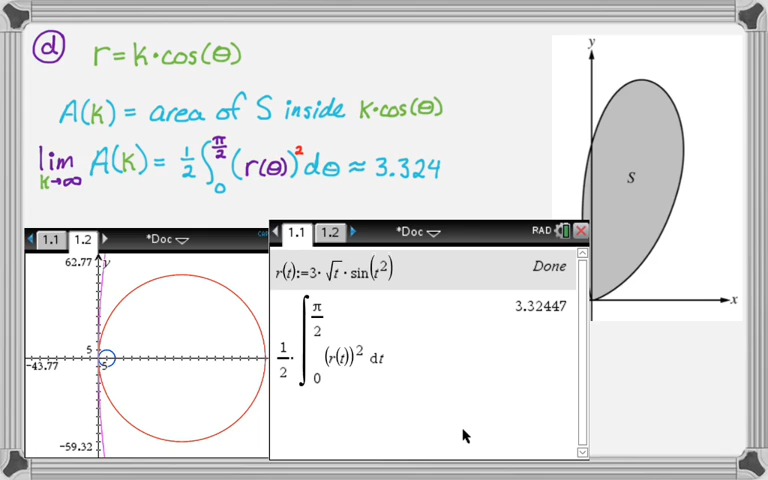 d r = k·cos(θ)
A(k) = area of S inside k·cos(θ)
lim k→∞ A(k) = 1/2 ∫ 0 π/2 (r(θ))² dθ ≈ 3.324
y
S
x
1.1 1.2 *Doc
62.77 y
5
-43.77 5
-59.32
1.1 1.2 *Doc RAD
r(t):=3·√t·sin(t²) Done
1/2·∫ 0 π/2 (r(t))² dt 3.32447